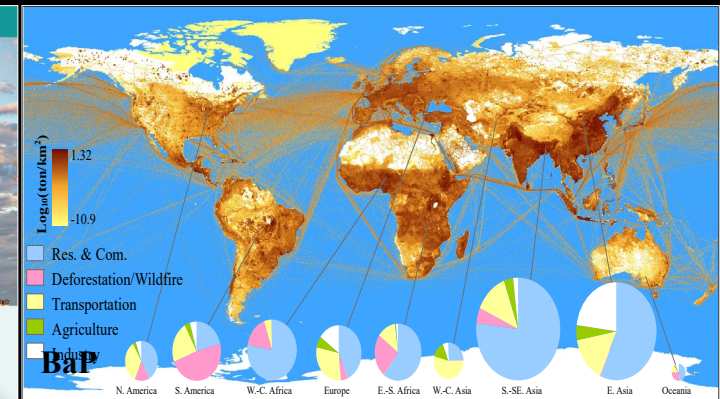 Log₁₀(ton/km²)
1.32
-10.9
Res. & Com.
Deforestation/Wildfire
Transportation
Agriculture
Industry
BaP
N. America
S. America
W.-C. Africa
Europe
E.-S. Africa
W.-C. Asia
S.-SE. Asia
E. Asia
Oceania